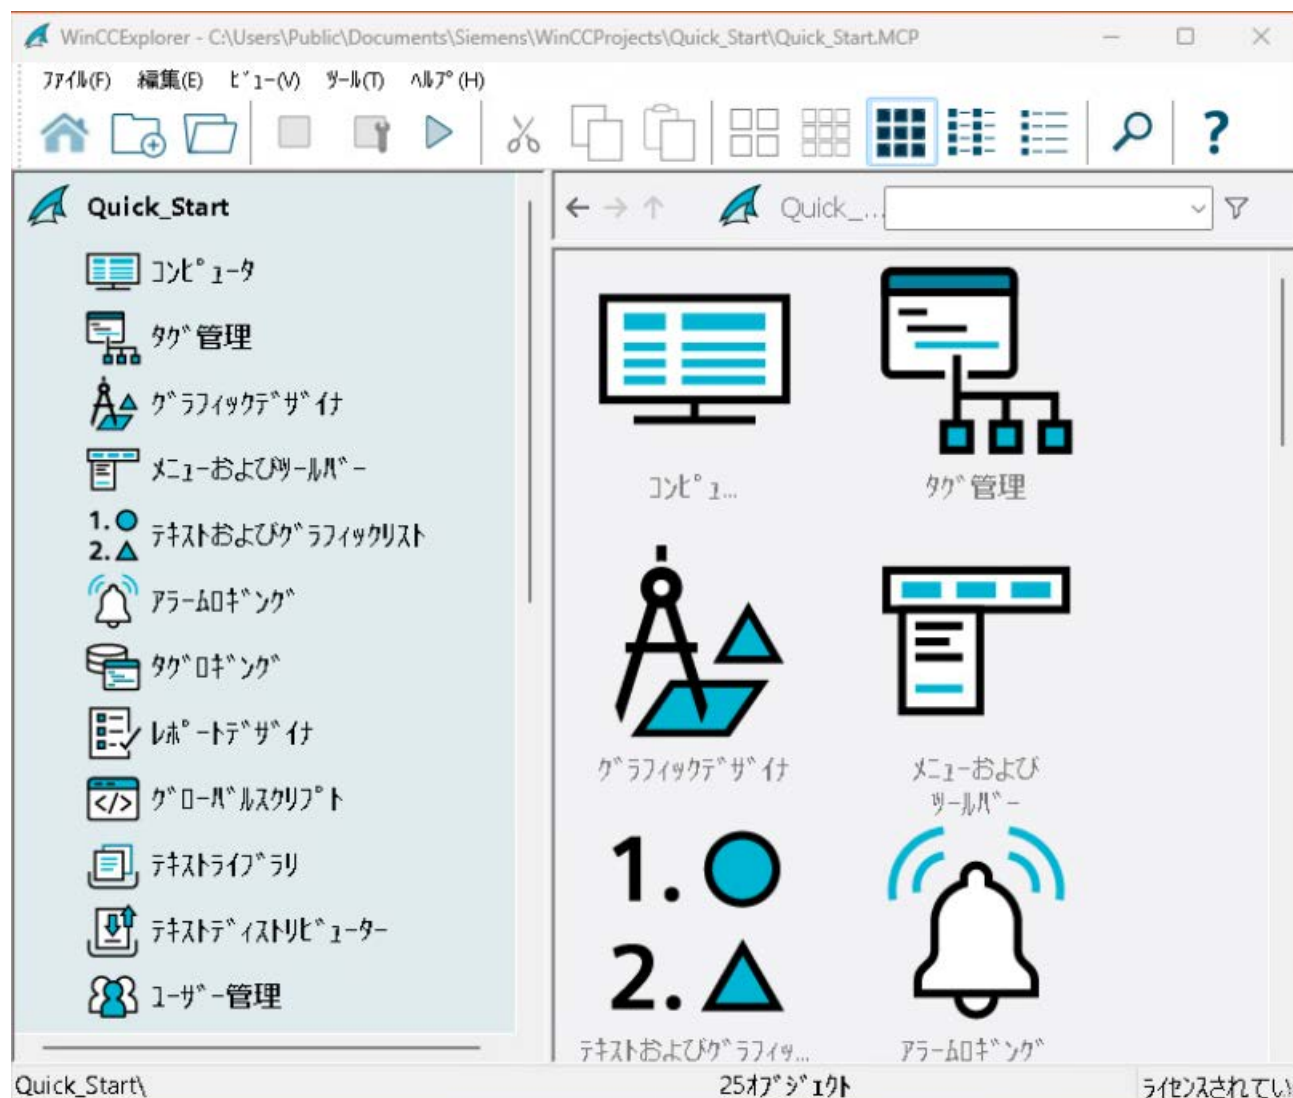 WinCCExplorer - C:\Users\Public\Documents\Siemens\WinCCProjects\Quick_Start\Quick_Start.MCP
ファイル(F) 編集(E) ビュー(V) ツール(T) ヘルプ(H)
Quick_Start
コンピュータ
タグ管理
グラフィックデザイナ
メニューおよびツールバー
1. 2. テキストおよびグラフィックリスト
アラームロギング
タグロギング
レポートデザイナ
グローバルスクリプト
テキストライブラリ
テキストディストリビューター
ユーザー管理
Quick_...
コンピュ...
タグ管理
グラフィックデザイナ
メニューおよび
ツールバー
1.
2.
テキストおよびグラフィッ...
アラームロギング
Quick_Start\
25オブジェクト
ライセンスされてい